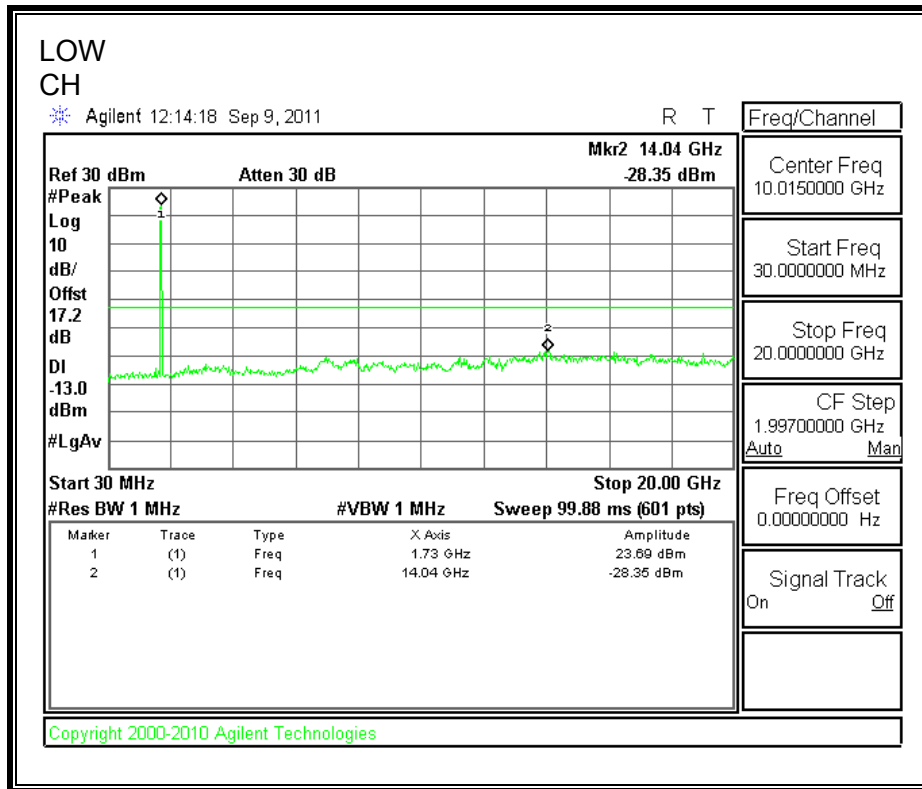 LOW
CH
Agilent 12:14:18 Sep 9, 2011
R T
Mkr2 14.04 GHz
Ref 30 dBm Atten 30 dB -28.35 dBm
#Peak
Log
10
dB/
Offst
17.2
dB
DI
-13.0
dBm
#LgAv
1
2
Start 30 MHz Stop 20.00 GHz
#Res BW 1 MHz #VBW 1 MHz Sweep 99.88 ms (601 pts)
Marker Trace Type X Axis Amplitude
1 (1) Freq 1.73 GHz 23.69 dBm
2 (1) Freq 14.04 GHz -28.35 dBm
Freq/Channel
Center Freq
10.0150000 GHz
Start Freq
30.0000000 MHz
Stop Freq
20.0000000 GHz
CF Step
1.99700000 GHz
Auto Man
Freq Offset
0.00000000 Hz
Signal Track
On Off
Copyright 2000-2010 Agilent Technologies